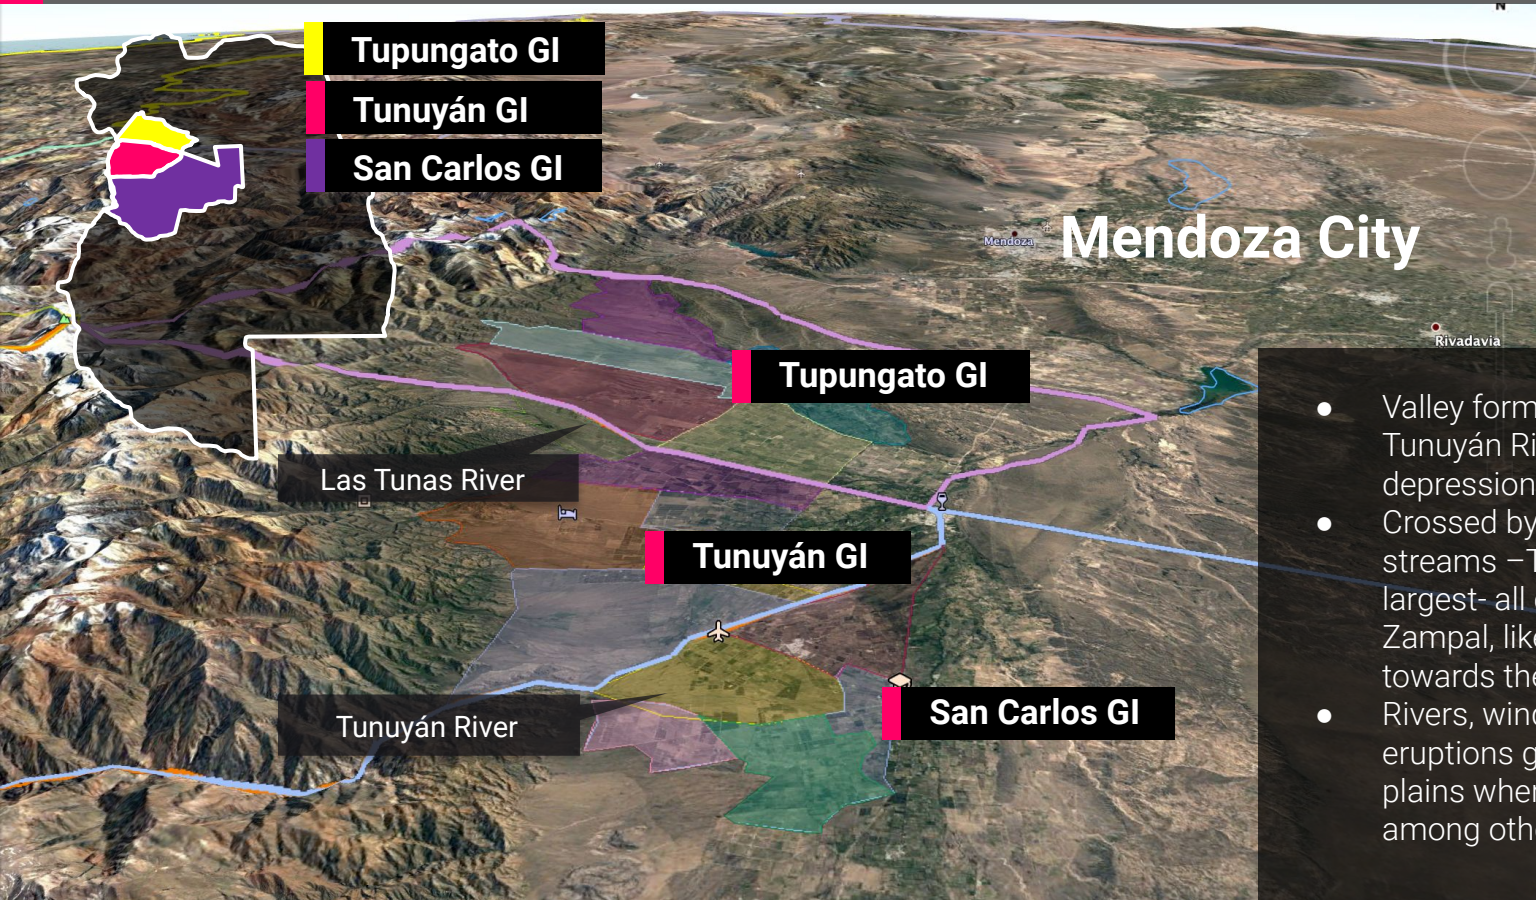 N
Tupungato GI
Tunuyán GI
San Carlos GI
Mendoza
Mendoza City
Rivadavia
Tupungato GI
Las Tunas River
Tunuyán GI
San Carlos GI
Tunuyán River
● Valley form
Tunuyán Ri
depression
● Crossed by
streams –T
largest- all
Zampal, like
towards the
● Rivers, wind
eruptions g
plains wher
among oth